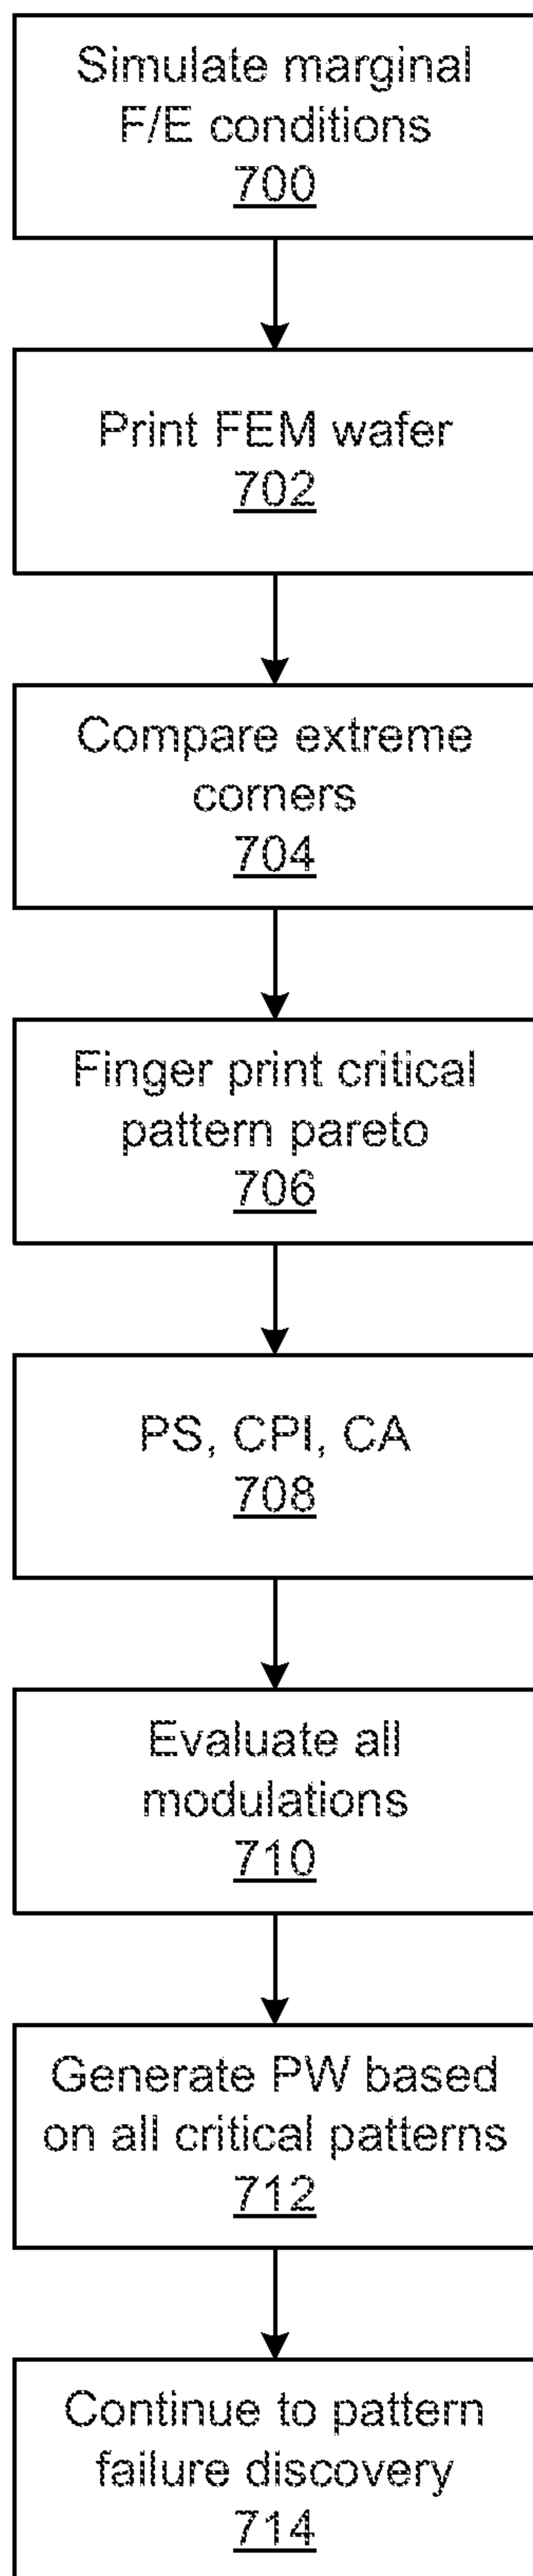 Simulate marginal
F/E conditions
700
Print FEM wafer
702
Compare extreme
corners
704
Finger print critical
pattern pareto
706
PS, CPI, CA
708
Evaluate all
modulations
710
Generate PW based
on all critical patterns
712
Continue to pattern
failure discovery
714